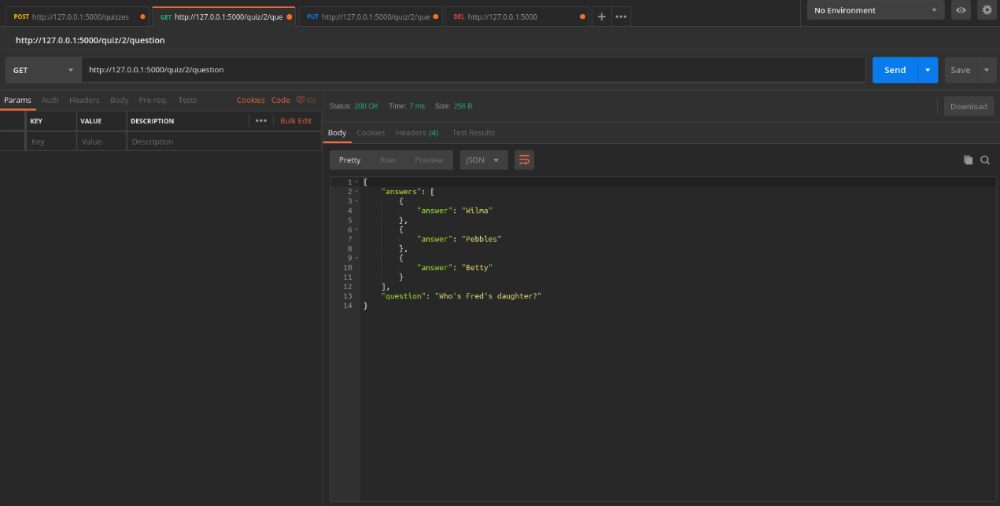 POST http://127.0.0.1:5000/quizzes GET http://127.0.0.1:5000/quiz/2/que PUT http://127.0.0.1:5000/quiz/2/que DEL http://127.0.0.1:5000 + ••• No Environment
http://127.0.0.1:5000/quiz/2/question
GET http://127.0.0.1:5000/quiz/2/question Send Save
Params Auth Headers Body Pre-req. Tests Cookies Code (0)
KEY VALUE DESCRIPTION ••• Bulk Edit
Key Value Description
Status: 200 OK Time: 7 ms Size: 256 B Download
Body Cookies Headers (4) Test Results
Pretty Raw Preview JSON
1 {
2 "answers": [
3 {
4 "answer": "Wilma"
5 },
6 {
7 "answer": "Pebbles"
8 },
9 {
10 "answer": "Betty"
11 }
12 ],
13 "question": "Who's Fred's daughter?"
14 }